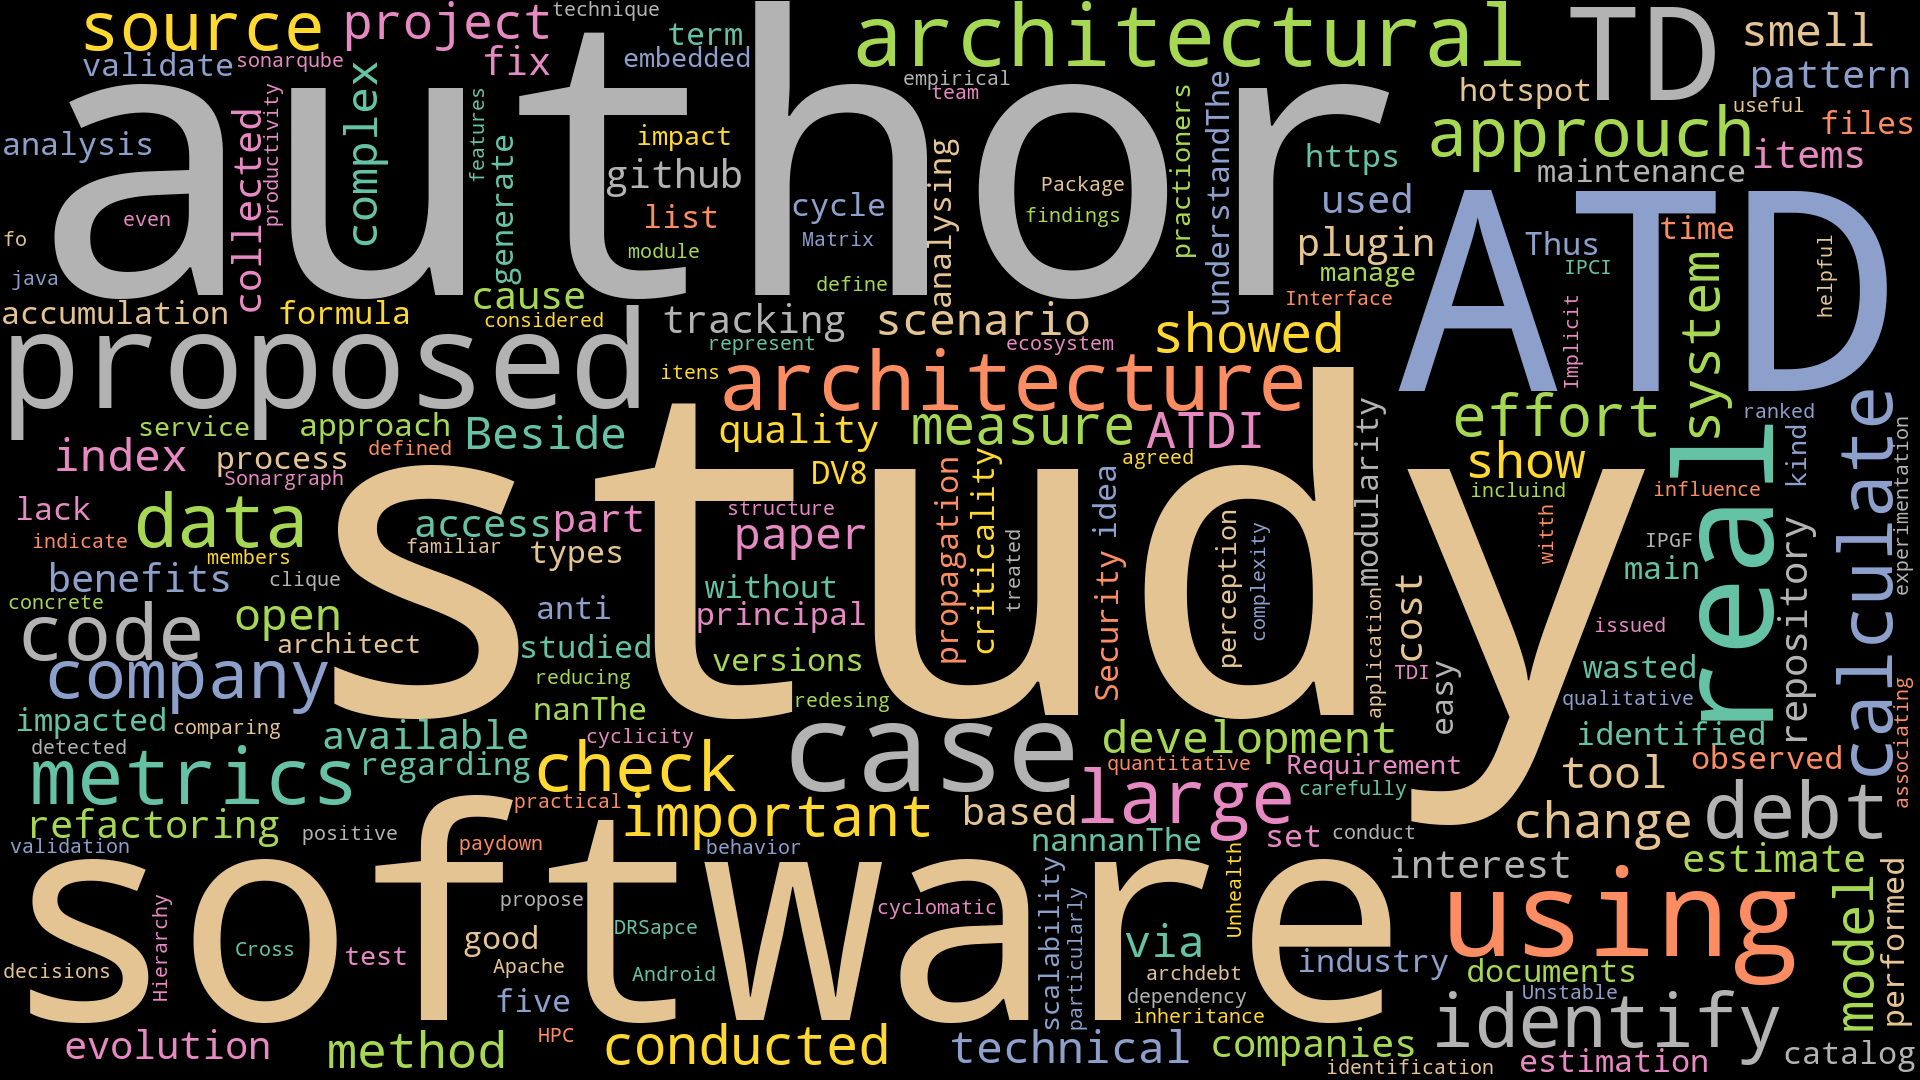 source
project
technique
term
architectural
TD
smell
validate
sonarqube
fix
embedded
empirical
team
hotspot
pattern
useful
files
author
analysis
collected
productivity
complex
features
generate
impact
github
list
module
cycle
Matrix
define
analysing
Package
findings
practioners
understandThe
https
used
plugin
manage
Interface
approuch
maintenance
items
ATD
Thus
IPCI
time
Implicit
system
helpful
even
fo
java
accumulation
formula
cause
considered
tracking
represent
scenario
ecosystem
showed
proposed
itens
architecture
service
approach
defined
Beside
quality
measure
ATDI
agreed
modularity
effort
show
incluind
ranked
kind
influence
calculate
experimentation
real
index
process
Sonargraph
DV8
lack
indicate
data
members
access
familiar
part
types
structure
paper
propagation
criticality
treated
Security
idea
perception
complexity
study
with
IPGF
main
repository
benefits
clique
concrete
code
open
architect
anti
studied
without
principal
versions
reducing
redesing
application
cost
TDI
easy
issued
wasted
qualitative
identified
observed
associating
company
impacted
comparing
detected
available
regarding
nanThe
cyclicity
metrics
check
case
development
quantitative
Requirement
carefully
tool
large
important
based
practical
refactoring
positive
validation
paydown
behavior
nannanThe
set
conduct
change
debt
interest
estimate
software
Hierarchy
Cross
decisions
test
propose
good
Apache
five
DRSapce
Android
cyclomatic
scalability
particularly
via
archdebt
dependency
inheritance
Unhealth
industry
using
documents
Unstable
model
performed
identify
evolution
method
HPC
conducted
technical
companies
identification
estimation
catalog